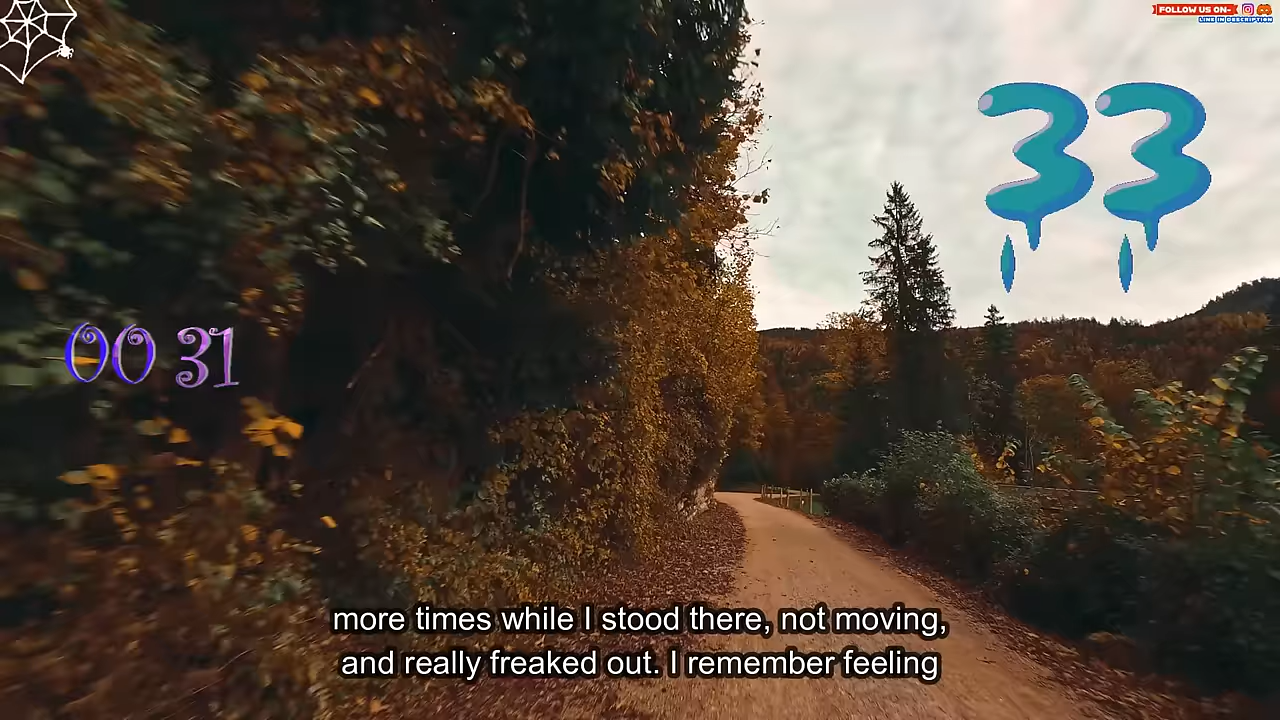 FOLLOW US ON-
LINK IN DESCRIPTION
33
00 31
more times while I stood there, not moving,
and really freaked out. I remember feeling